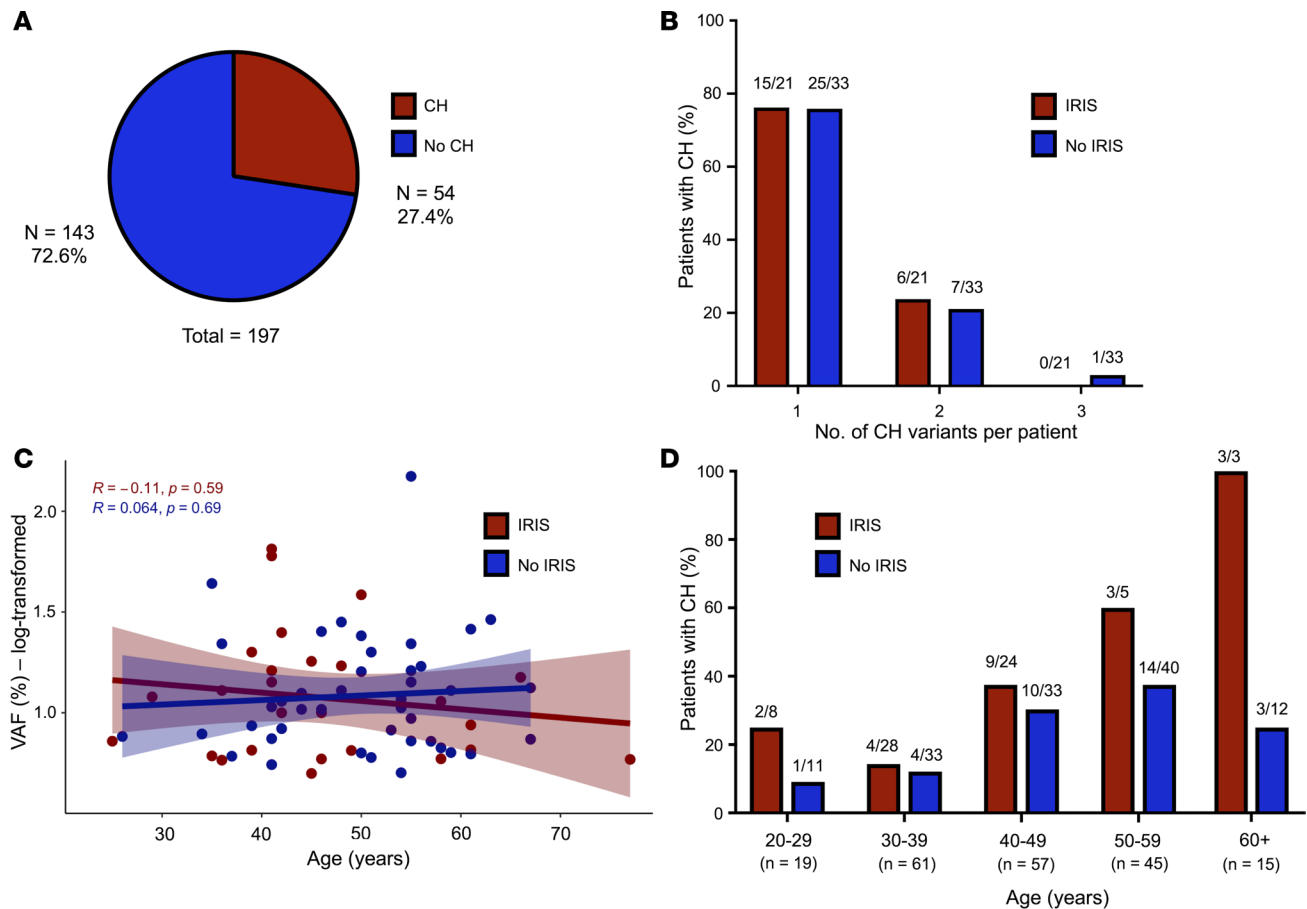 A
CH
No CH
N = 54
27.4%
N = 143
72.6%
Total = 197
B
Patients with CH (%)
100
80
60
40
20
0
15/21
25/33
6/21
7/33
0/21
1/33
IRIS
No IRIS
1
2
3
No. of CH variants per patient
C
R = −0.11, p = 0.59
R = 0.064, p = 0.69
VAF (%) – log-transformed
2.0
1.5
1.0
IRIS
No IRIS
30
40
50
60
70
Age (years)
D
Patients with CH (%)
100
80
60
40
20
0
IRIS
No IRIS
2/8
1/11
4/28
4/33
9/24
10/33
3/5
14/40
3/3
3/12
20-29
(n = 19)
30-39
(n = 61)
40-49
(n = 57)
50-59
(n = 45)
60+
(n = 15)
Age (years)